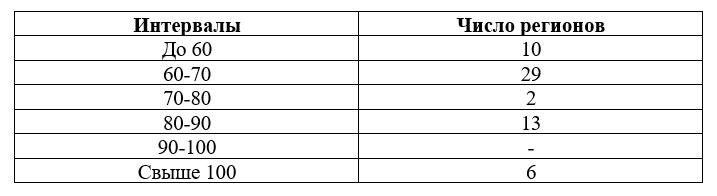 Интервалы Число регионов
До 60 10
60-70 29
70-80 2
80-90 13
90-100 -
Свыше 100 6